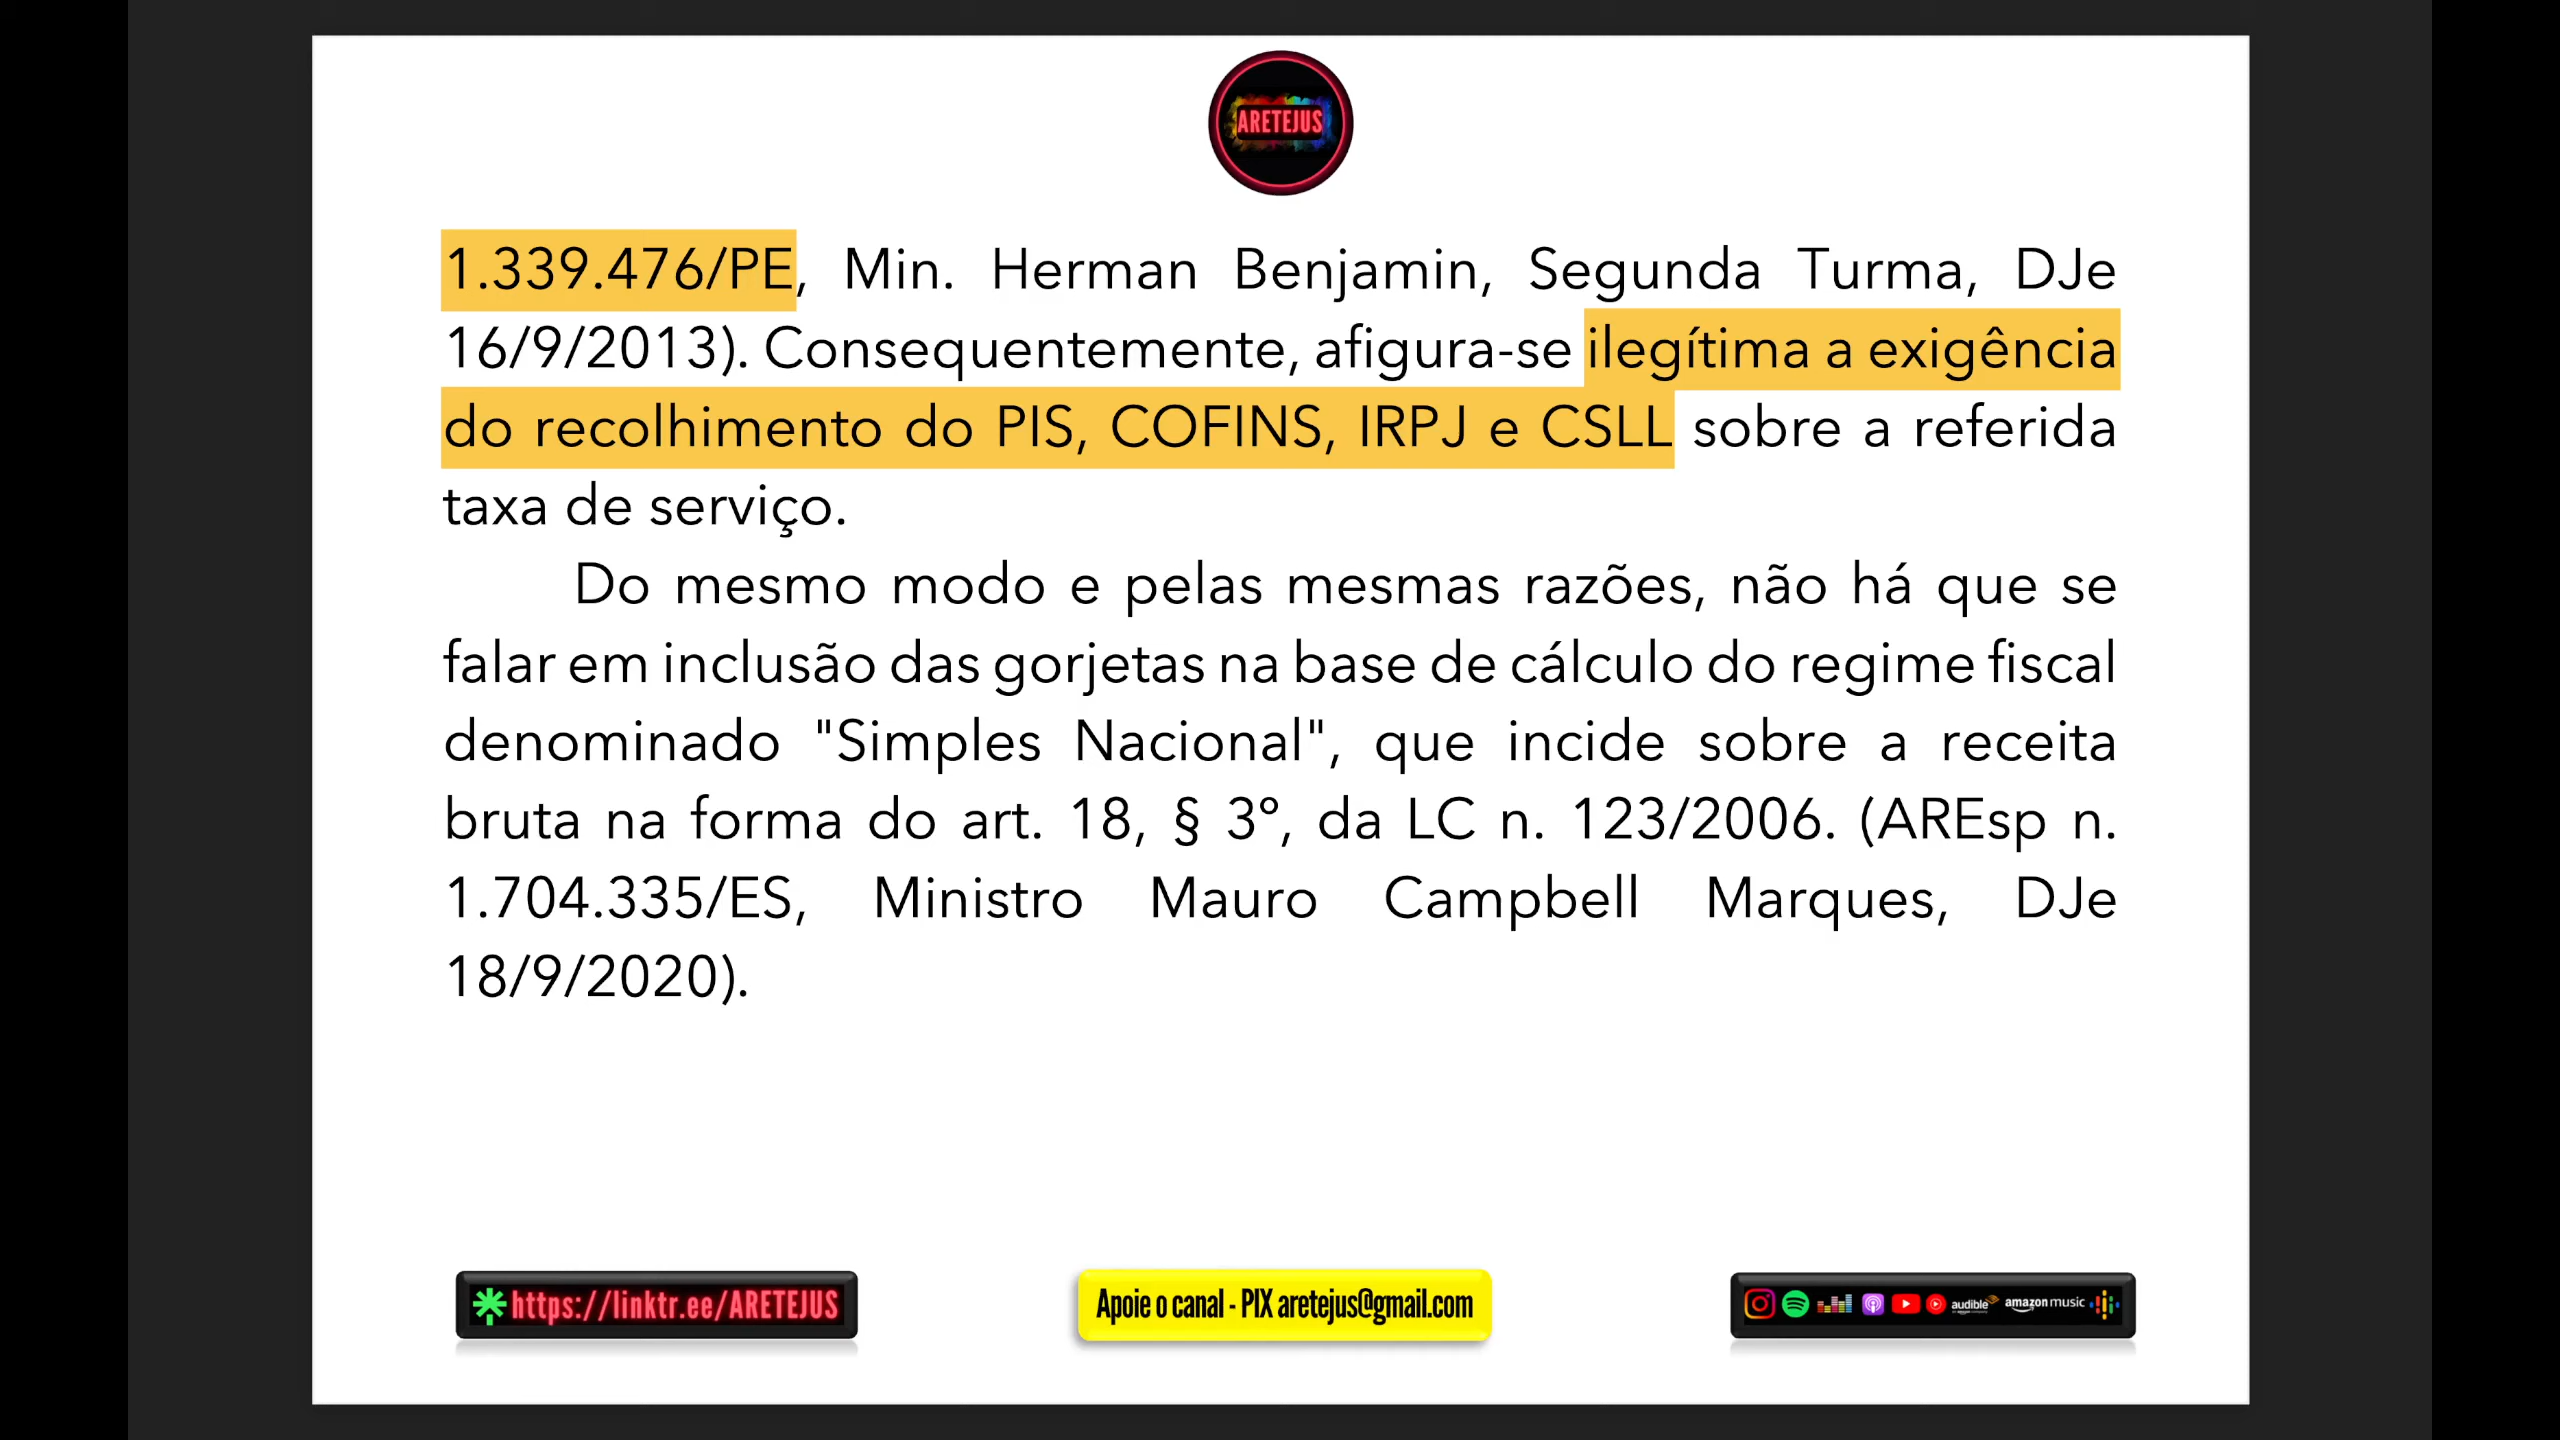 ARETEJUS
1.339.476/PE, Min. Herman Benjamin, Segunda Turma, DJe
16/9/2013). Consequentemente, afigura-se ilegítima a exigência
do recolhimento do PIS, COFINS, IRPJ e CSLL sobre a referida
taxa de serviço.
Do mesmo modo e pelas mesmas razões, não há que se
falar em inclusão das gorjetas na base de cálculo do regime fiscal
denominado "Simples Nacional", que incide sobre a receita
bruta na forma do art. 18, § 3º, da LC n. 123/2006. (AREsp n.
1.704.335/ES, Ministro Mauro Campbell Marques, DJe
18/9/2020).
https://linktr.ee/ARETEJUS
Apoie o canal - PIX aretejus@gmail.com
audible amazon music